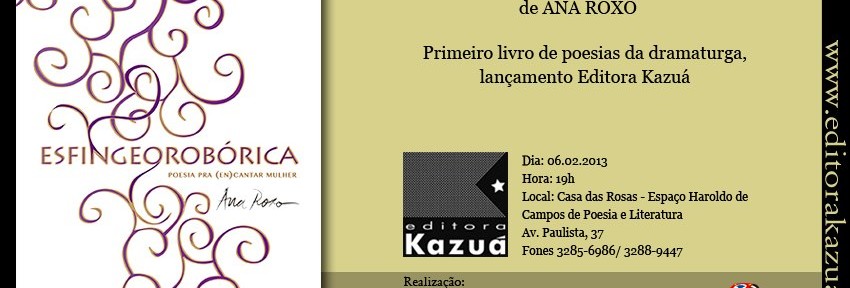 ESFINGEOROBÓRICA
POESIA PRA (EN)CANTAR MULHER
Ana Roxo
de ANA ROXO
Primeiro livro de poesias da dramaturga,
lançamento Editora Kazuá
editora
Kazuá
Dia: 06.02.2013
Hora: 19h
Local: Casa das Rosas - Espaço Haroldo de
Campos de Poesia e Literatura
Av. Paulista, 37
Fones 3285-6986/ 3288-9447
Realização:
www.editorakazua